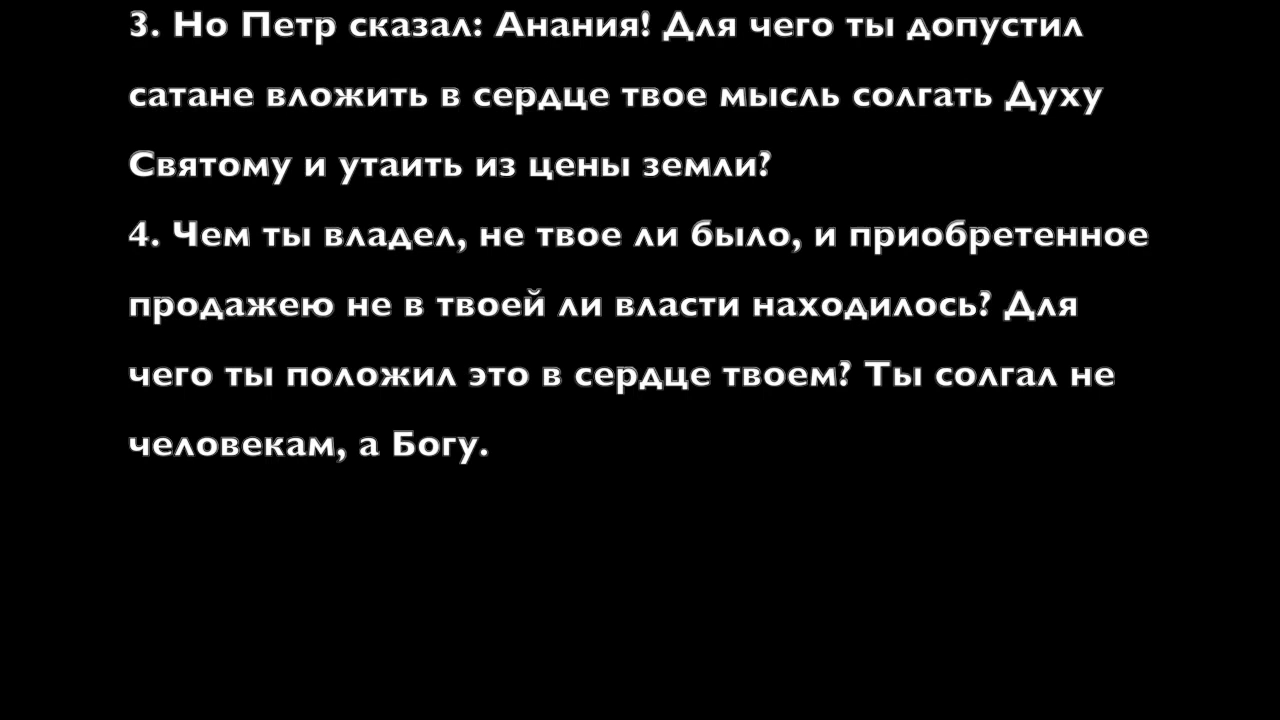 3. Но Петр сказал: Анания! Для чего ты допустил
сатане вложить в сердце твое мысль солгать Духу
Святому и утаить из цены земли?
4. Чем ты владел, не твое ли было, и приобретенное
продажею не в твоей ли власти находилось? Для
чего ты положил это в сердце твоем? Ты солгал не
человекам, а Богу.